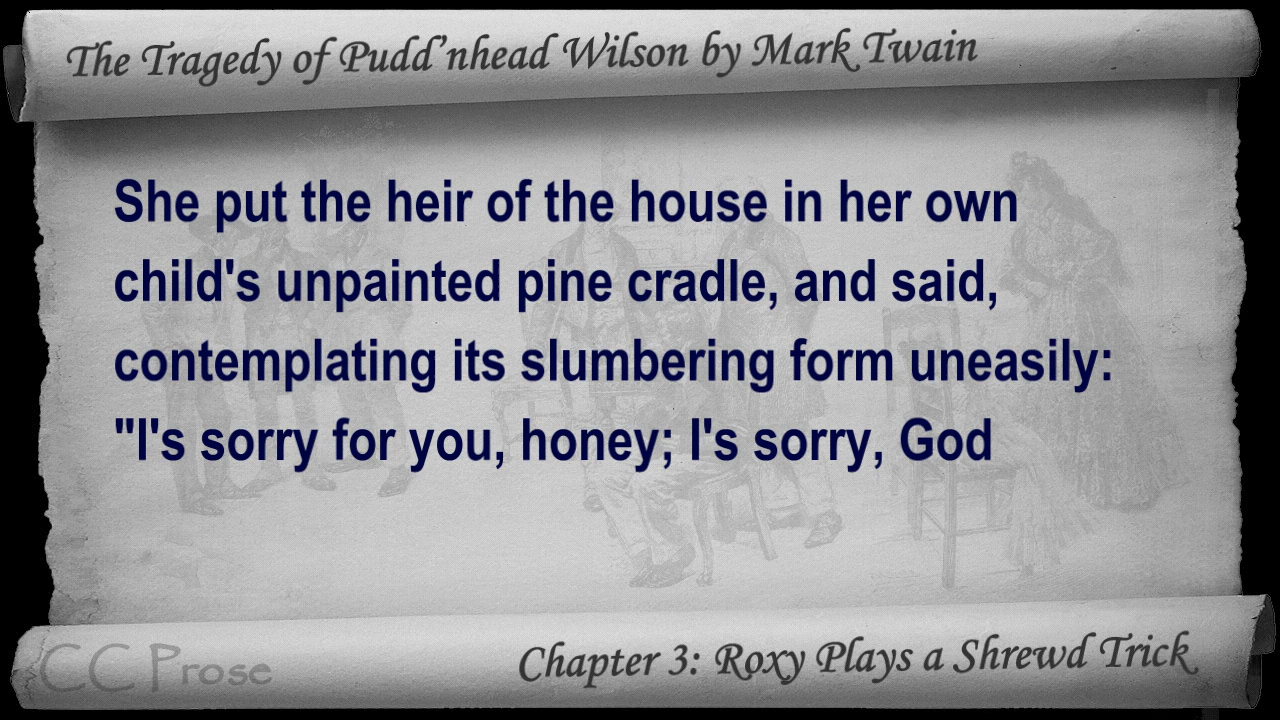 The Tragedy of Pudd'nhead Wilson by Mark Twain
She put the heir of the house in her own
child's unpainted pine cradle, and said,
contemplating its slumbering form uneasily:
"I's sorry for you, honey; I's sorry, God
CC Prose
Chapter 3: Roxy Plays a Shrewd Trick